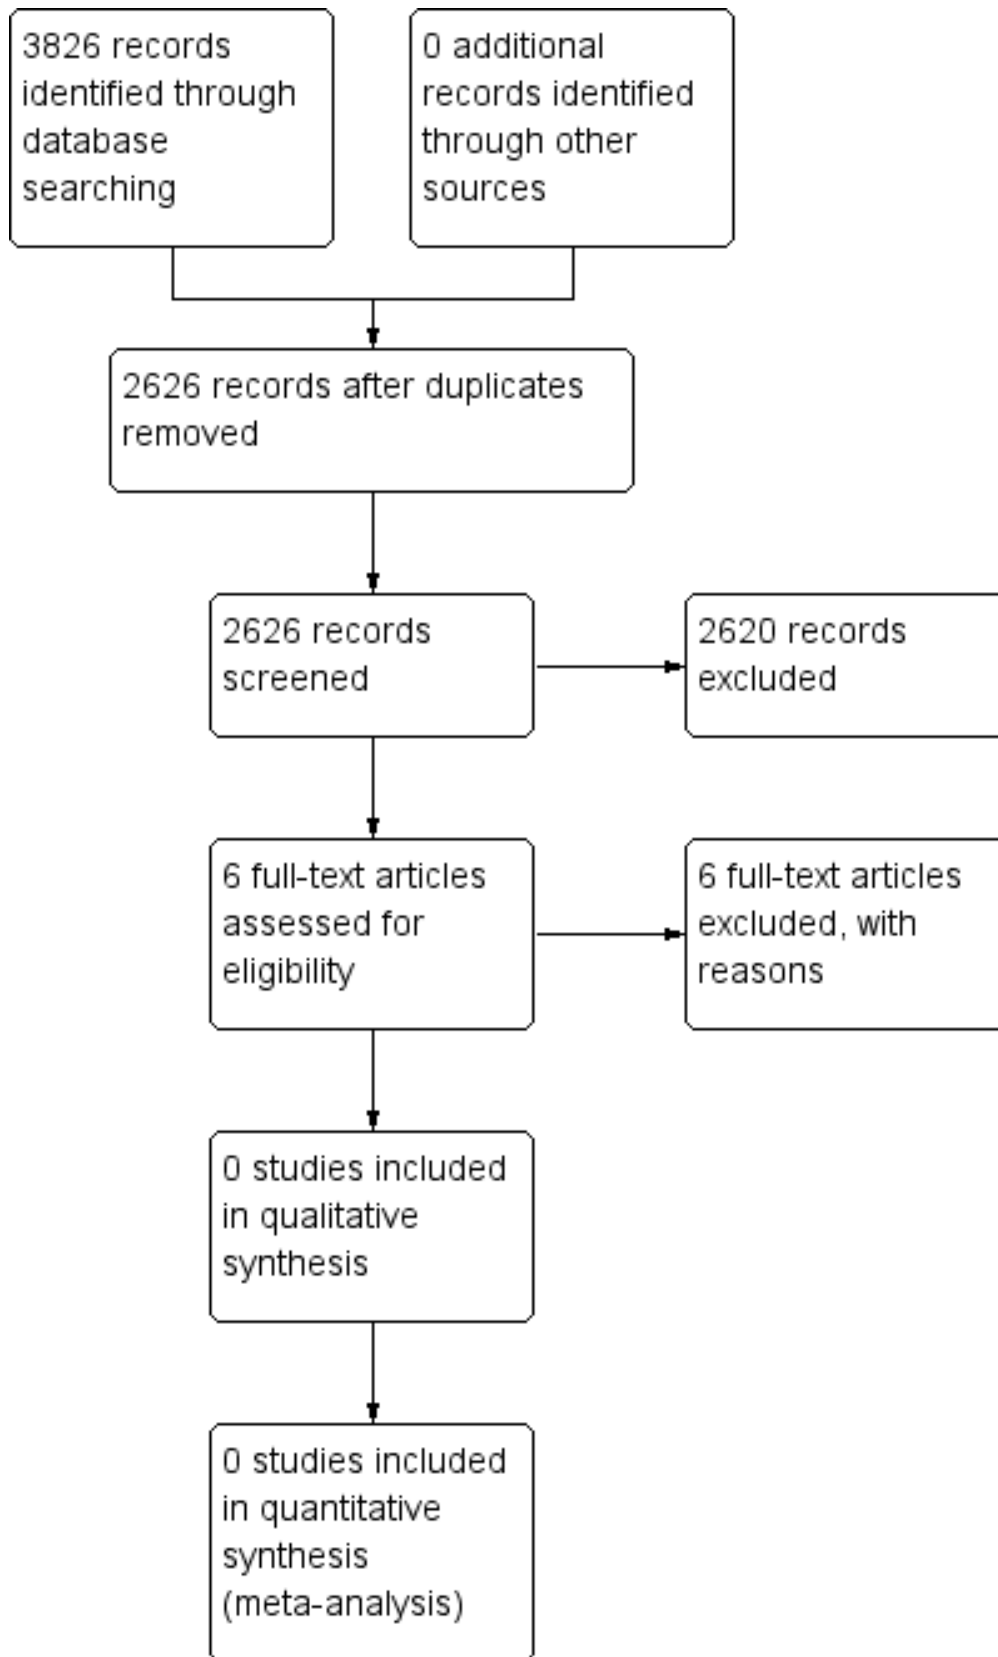 3826 records
identified through
database
searching
0 additional
records identified
through other
sources
2626 records after duplicates
removed
2626 records
screened
2620 records
excluded
6 full-text articles
assessed for
eligibility
6 full-text articles
excluded, with
reasons
0 studies included
in qualitative
synthesis
0 studies included
in quantitative
synthesis
(meta-analysis)